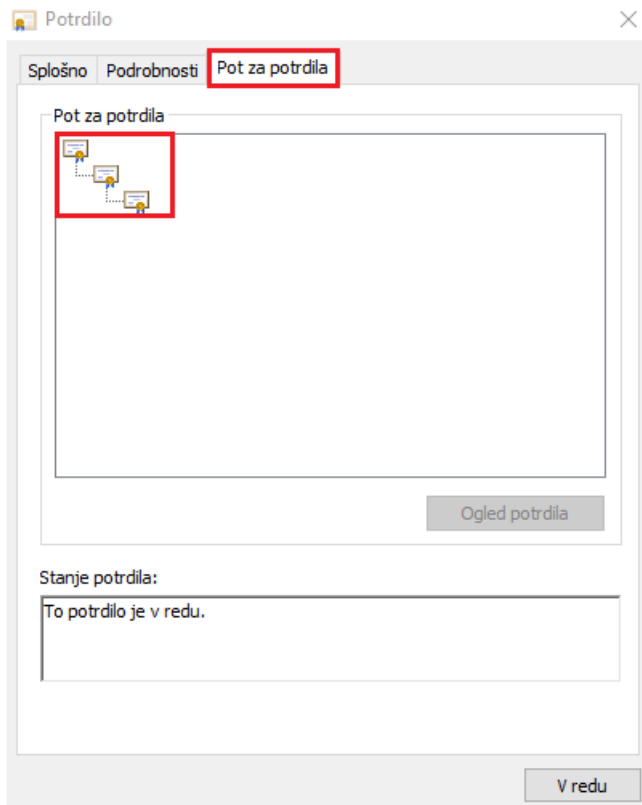 Potrdilo
Splošno Podrobnosti Pot za potrdila
Pot za potrdila
Ogled potrdila
Stanje potrdila:
To potrdilo je v redu.
V redu